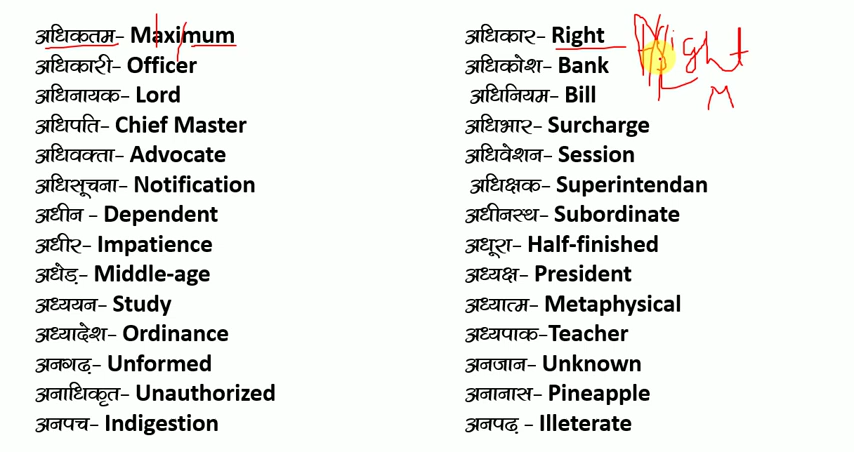 अधिकतम- Maximum
अधिकारी- Officer
अधिनायक- Lord
अधिपति- Chief Master
अधिवक्ता- Advocate
अधिसूचना- Notification
अधीन - Dependent
अधीर- Impatience
अधेड़- Middle-age
अध्ययन- Study
अध्यादेश- Ordinance
अनगढ़- Unformed
अनाधिकृत- Unauthorized
अनपच- Indigestion
अधिकार- Right
अधिकोश- Bank
अधिनियम- Bill
अधिभार- Surcharge
अधिवेशन- Session
अधिक्षक- Superintendan
अधीनस्थ- Subordinate
अधूरा- Half-finished
अध्यक्ष- President
अध्यात्म- Metaphysical
अध्यपाक-Teacher
अनजान- Unknown
अनानास- Pineapple
अनपढ़ - Illeterate
Right
M